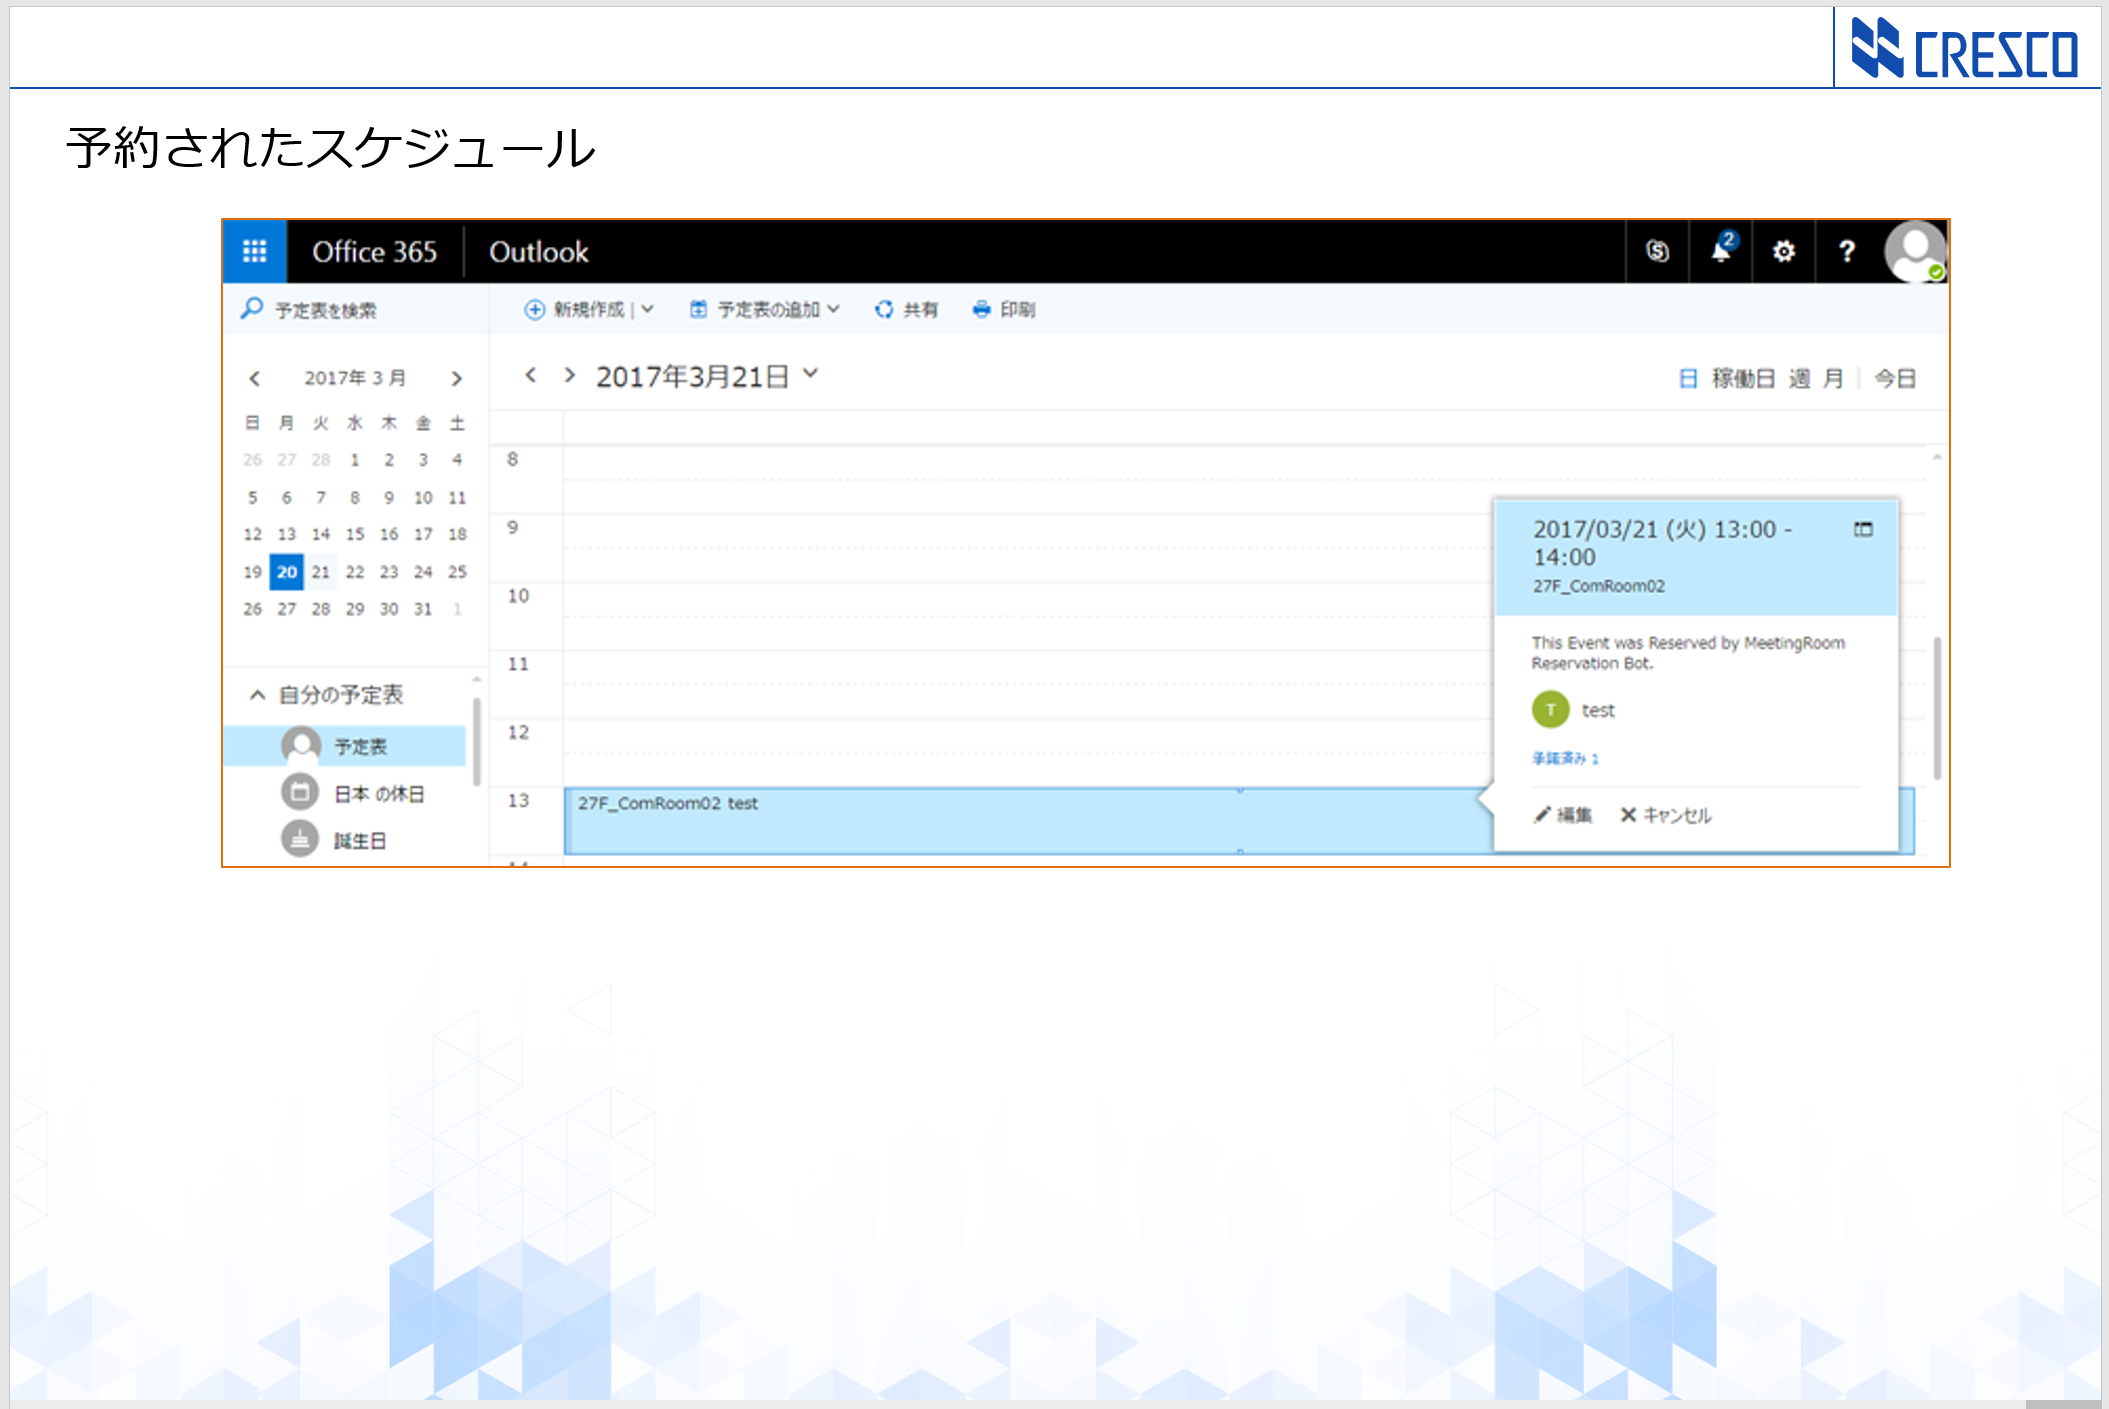 CRESCO
予約されたスケジュール
Office 365 Outlook 2 ?
予定表を検索 新規作成 予定表の追加 共有 印刷
2017年 3 月
2017年3月21日
日 稼働日 週 月 今日
日 月 火 水 木 金 土
26 27 28 1 2 3 4
5 6 7 8 9 10 11
12 13 14 15 16 17 18
19 20 21 22 23 24 25
26 27 28 29 30 31 1
自分の予定表
予定表
日本 の休日
誕生日
8
9
10
11
12
13
27F_ComRoom02 test
2017/03/21 (火) 13:00 -
14:00
27F_ComRoom02
This Event was Reserved by MeetingRoom
Reservation Bot.
T test
承諾済み 1
編集 キャンセル